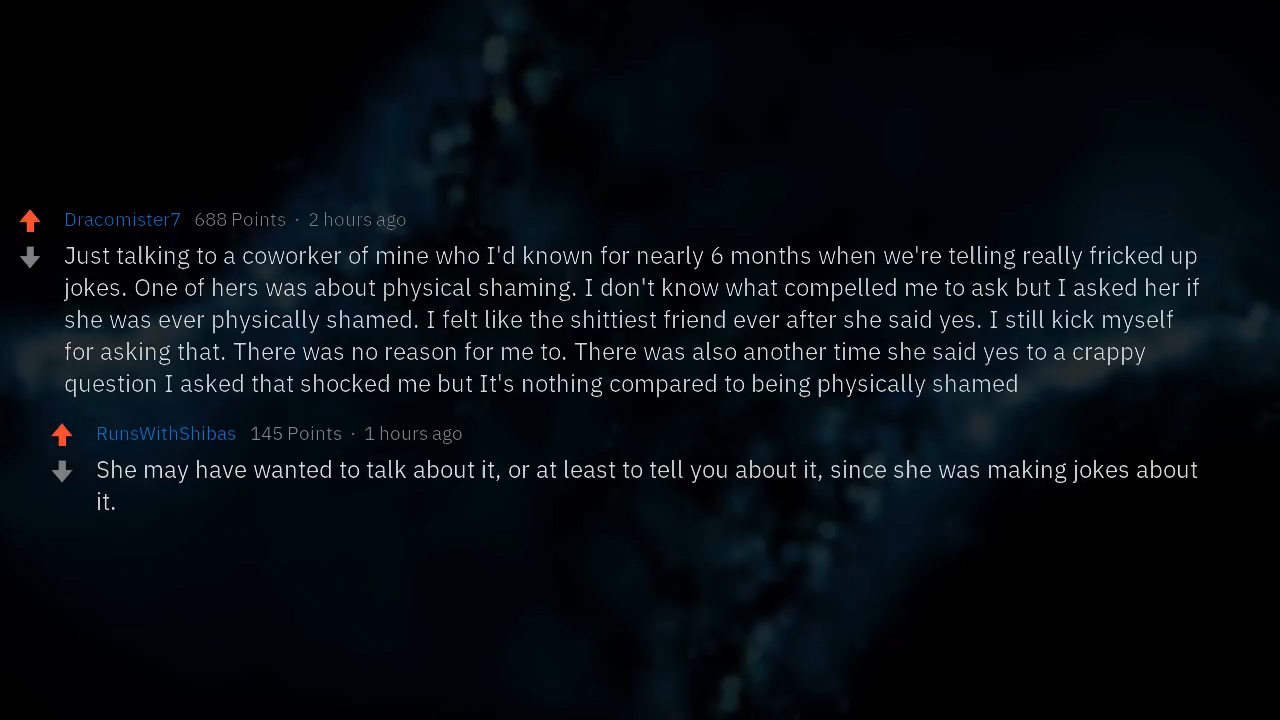 Dracomister7 688 Points · 2 hours ago
Just talking to a coworker of mine who I'd known for nearly 6 months when we're telling really fricked up
jokes. One of hers was about physical shaming. I don't know what compelled me to ask but I asked her if
she was ever physically shamed. I felt like the shittiest friend ever after she said yes. I still kick myself
for asking that. There was no reason for me to. There was also another time she said yes to a crappy
question I asked that shocked me but It's nothing compared to being physically shamed
RunsWithShibas 145 Points · 1 hours ago
She may have wanted to talk about it, or at least to tell you about it, since she was making jokes about
it.